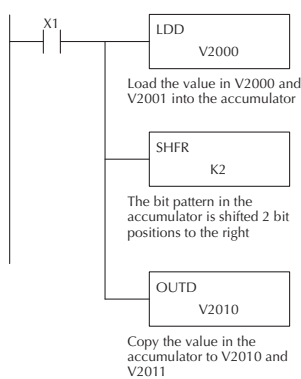 X1
LDD
V2000
Load the value in V2000 and
V2001 into the accumulator
SHFR
K2
The bit pattern in the
accumulator is shifted 2 bit
positions to the right
OUTD
V2010
Copy the value in the
accumulator to V2010 and
V2011